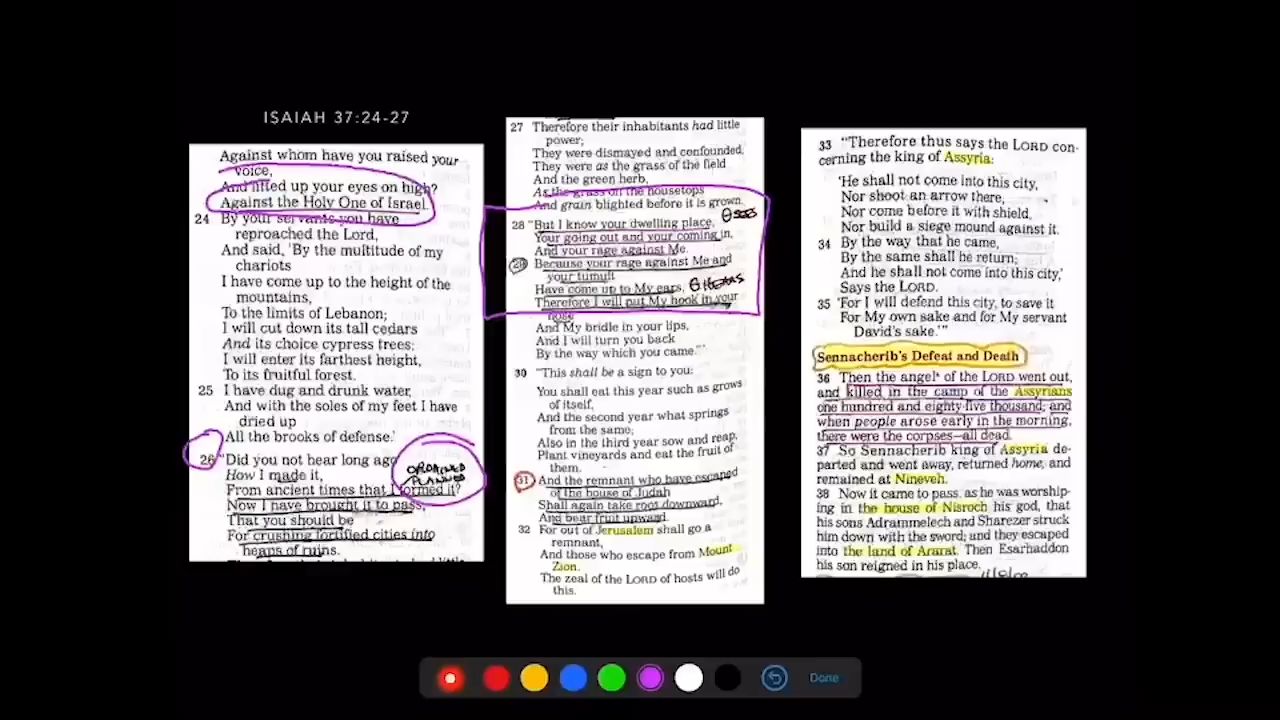 ISAIAH 37:24-27
Against whom have you raised your
voice,
And lifted up your eyes on high?
Against the Holy One of Israel.
24 By your servants you have
reproached the Lord,
And said, 'By the multitude of my
chariots
I have come up to the height of the
mountains,
To the limits of Lebanon;
I will cut down its tall cedars
And its choice cypress trees;
I will enter its farthest height,
To its fruitful forest.
25 I have dug and drunk water,
And with the soles of my feet I have
dried up
All the brooks of defense.'
26 "Did you not hear long ago
How I made it,
From ancient times that I formed it?
Now I have brought it to pass,
That you should be
For crushing fortified cities into
heaps of ruins.
ORDAINED
PLANNED
27 Therefore their inhabitants had little
power;
They were dismayed and confounded;
They were as the grass of the field
And the green herb,
As the grass on the housetops
And grain blighted before it is grown.
28 "But I know your dwelling place,
Your going out and your coming in,
And your rage against Me.
29 Because your rage against Me and
your tumult
Have come up to My ears,
Therefore I will put My hook in your
nose
And My bridle in your lips,
And I will turn you back
By the way which you came." '
30 "This shall be a sign to you:
You shall eat this year such as grows
of itself,
And the second year what springs
from the same;
Also in the third year sow and reap,
Plant vineyards and eat the fruit of
them.
31 And the remnant who have escaped
of the house of Judah
Shall again take root downward,
And bear fruit upward.
32 For out of Jerusalem shall go a
remnant,
And those who escape from Mount
Zion.
The zeal of the LORD of hosts will do
this.
33 "Therefore thus says the LORD con-
cerning the king of Assyria:
'He shall not come into this city,
Nor shoot an arrow there,
Nor come before it with shield,
Nor build a siege mound against it.
34 By the way that he came,
By the same shall he return;
And he shall not come into this city,'
Says the LORD.
35 'For I will defend this city, to save it
For My own sake and for My servant
David's sake.' "
Sennacherib's Defeat and Death
36 Then the angel* of the LORD went out,
and killed in the camp of the Assyrians
one hundred and eighty-five thousand; and
when people arose early in the morning,
there were the corpses—all dead.
37 So Sennacherib king of Assyria de-
parted and went away, returned home, and
remained at Nineveh.
38 Now it came to pass, as he was worship-
ing in the house of Nisroch his god, that
his sons Adrammelech and Sharezer struck
him down with the sword; and they escaped
into the land of Ararat. Then Esarhaddon
his son reigned in his place.
Done